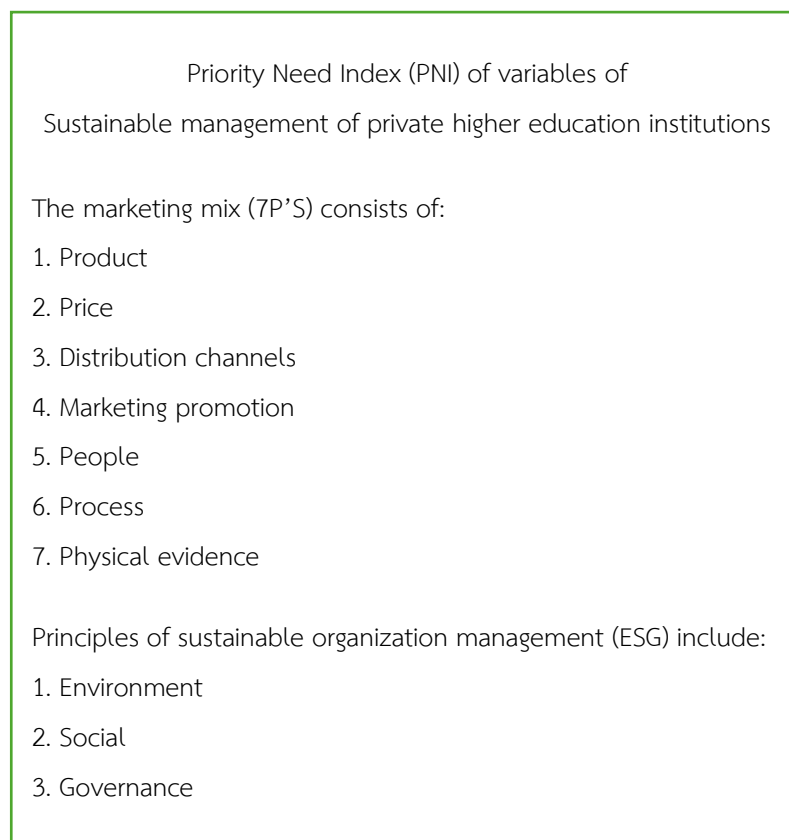 Priority Need Index (PNI) of variables of
Sustainable management of private higher education institutions
The marketing mix (7P’S) consists of:
1. Product
2. Price
3. Distribution channels
4. Marketing promotion
5. People
6. Process
7. Physical evidence
Principles of sustainable organization management (ESG) include:
1. Environment
2. Social
3. Governance